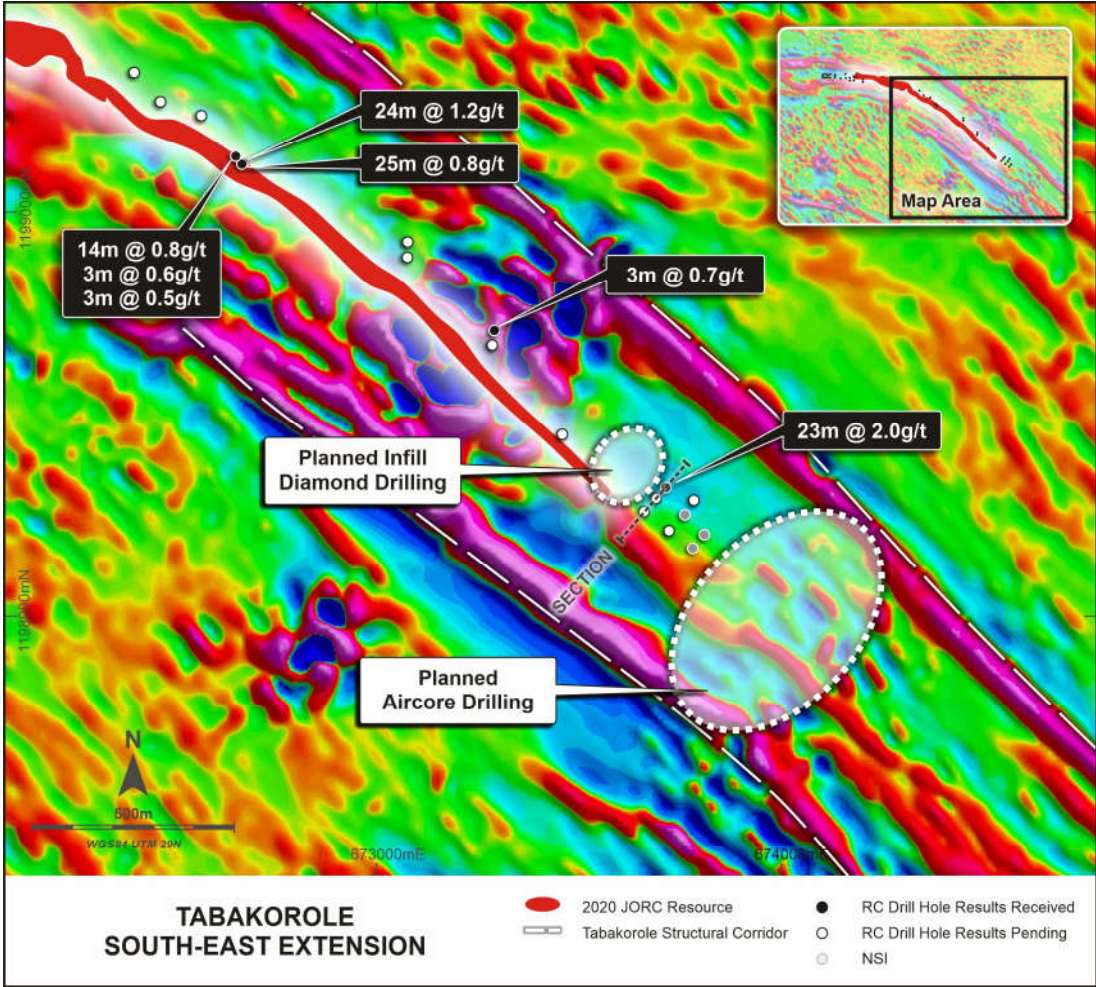 24m @ 1.2g/t
25m @ 0.8g/t
Map Area
1199000mN
14m @ 0.8g/t
3m @ 0.6g/t
3m @ 0.5g/t
3m @ 0.7g/t
23m @ 2.0g/t
Planned Infill
Diamond Drilling
SECTION
1198000mN
Planned
Aircore Drilling
N
500m
WGS84 UTM 29N
673000mE
674000mE
TABAKOROLE
SOUTH-EAST EXTENSION
2020 JORC Resource
Tabakorole Structural Corridor
RC Drill Hole Results Received
RC Drill Hole Results Pending
NSI